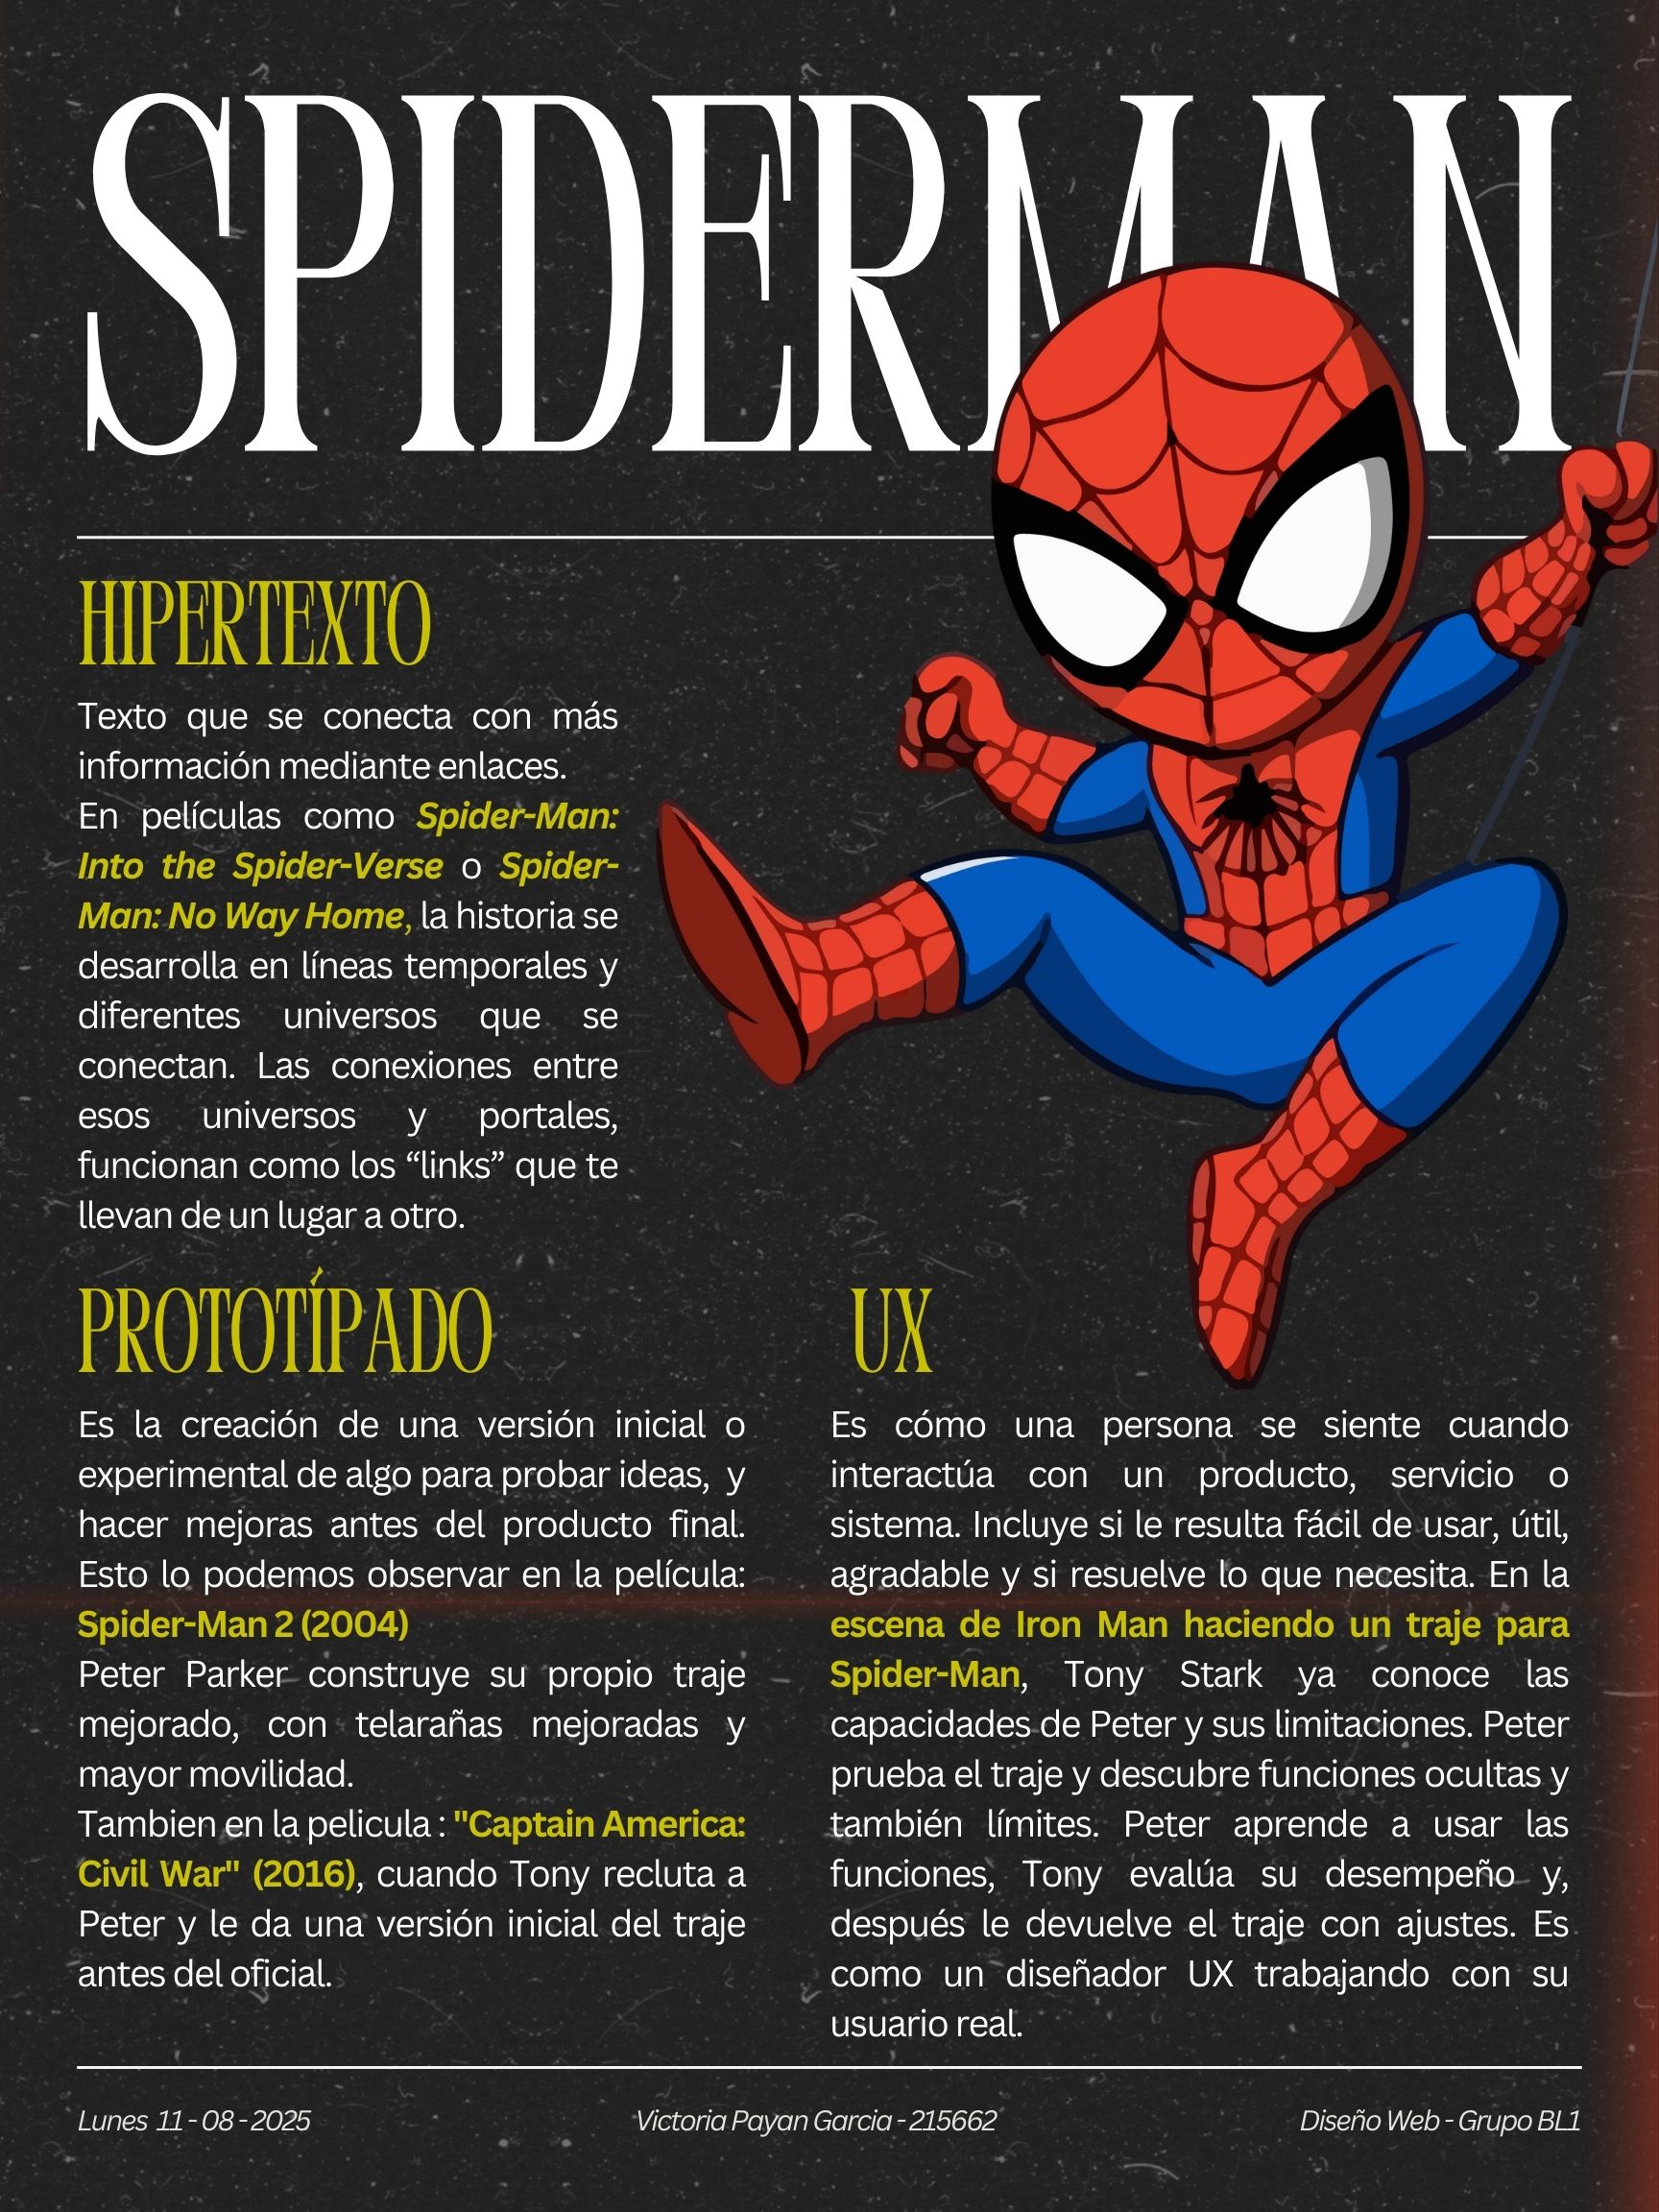 SPIDERMAN
HIPERTEXTO
Texto que se conecta con más
información mediante enlaces.
En películas como Spider-Man:
Into the Spider-Verse o Spider-
Man: No Way Home, la historia se
desarrolla en líneas temporales y
diferentes universos que se
conectan. Las conexiones entre
esos universos y portales,
funcionan como los “links” que te
llevan de un lugar a otro.
PROTOTÍPADO
Es la creación de una versión inicial o
experimental de algo para probar ideas, y
hacer mejoras antes del producto final.
Esto lo podemos observar en la película:
Spider-Man 2 (2004)
Peter Parker construye su propio traje
mejorado, con telarañas mejoradas y
mayor movilidad.
Tambien en la pelicula : "Captain America:
Civil War" (2016), cuando Tony recluta a
Peter y le da una versión inicial del traje
antes del oficial.
UX
Es cómo una persona se siente cuando
interactúa con un producto, servicio o
sistema. Incluye si le resulta fácil de usar, útil,
agradable y si resuelve lo que necesita. En la
escena de Iron Man haciendo un traje para
Spider-Man, Tony Stark ya conoce las
capacidades de Peter y sus limitaciones. Peter
prueba el traje y descubre funciones ocultas y
también límites. Peter aprende a usar las
funciones, Tony evalúa su desempeño y,
después le devuelve el traje con ajustes. Es
como un diseñador UX trabajando con su
usuario real.
Lunes 11 - 08 - 2025
Victoria Payan Garcia - 215662
Diseño Web - Grupo BL1